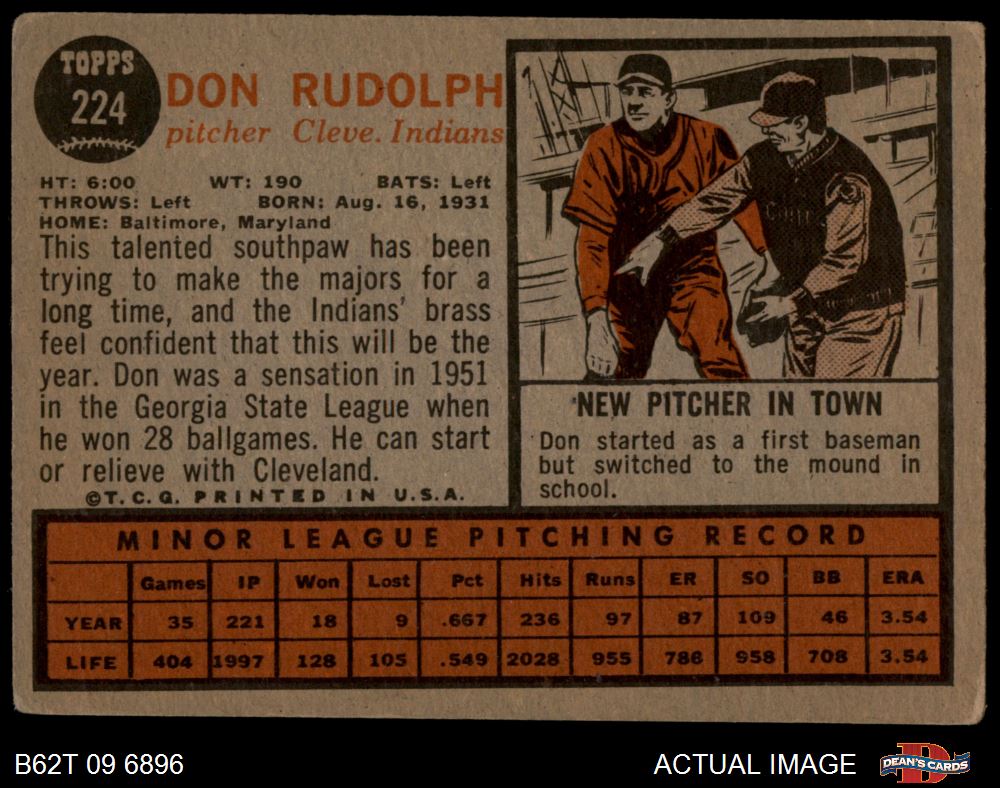 TOPPS
224
DON RUDOLPH
pitcher Cleve. Indians
HT: 6:00 WT: 190 BATS: Left
THROWS: Left BORN: Aug. 16, 1931
HOME: Baltimore, Maryland
This talented southpaw has been
trying to make the majors for a
long time, and the Indians' brass
feel confident that this will be the
year. Don was a sensation in 1951
in the Georgia State League when
he won 28 ballgames. He can start
or relieve with Cleveland.
©T.C.G. PRINTED IN U.S.A.
NEW PITCHER IN TOWN
Don started as a first baseman
but switched to the mound in
school.
MINOR LEAGUE PITCHING RECORD
Games IP Won Lost Pct Hits Runs ER SO BB ERA
YEAR 35 221 18 9 .667 236 97 87 109 46 3.54
LIFE 404 1997 128 105 .549 2028 955 786 958 708 3.54
B62T 09 6896 ACTUAL IMAGE DEAN'S CARDS